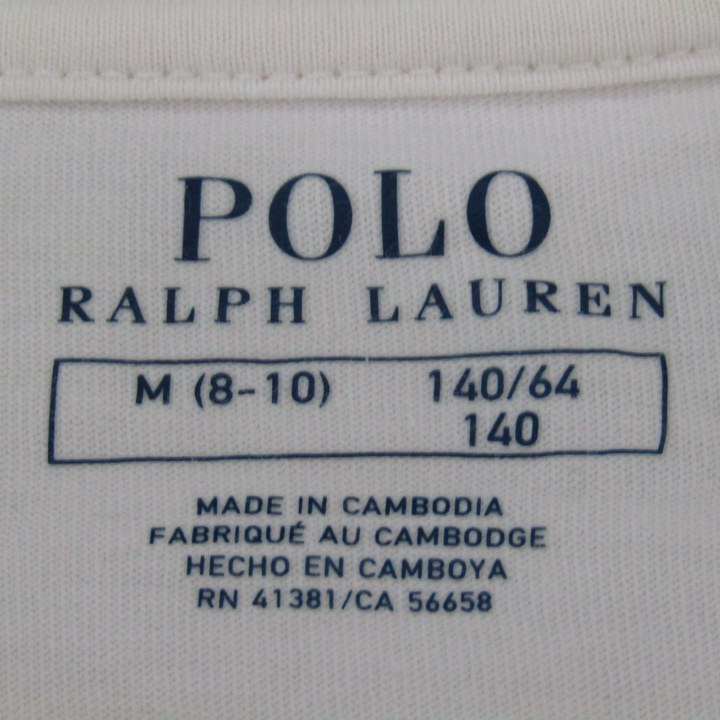 POLO
RALPH LAUREN
M (8-10) 140/64
140
MADE IN CAMBODIA
FABRIQUÉ AU CAMBODGE
HECHO EN CAMBOYA
RN 41381/CA 56658